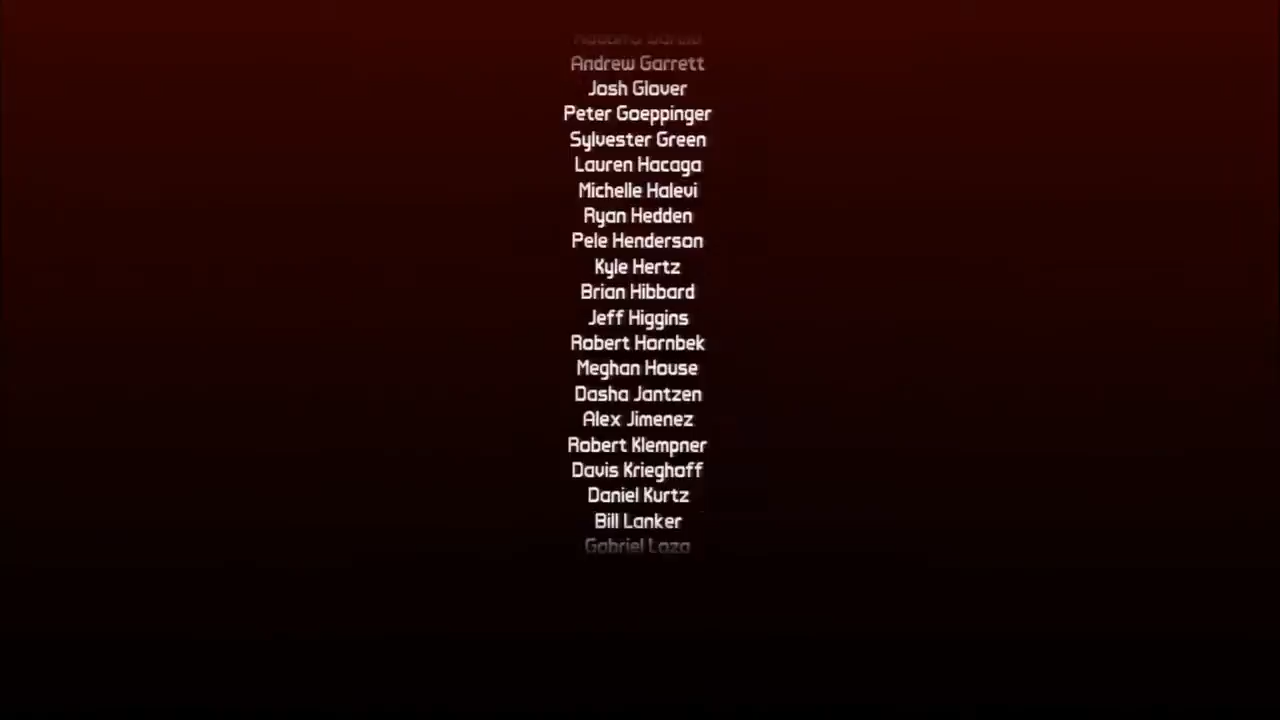 Andrew Garrett
Josh Glover
Peter Goeppinger
Sylvester Green
Lauren Hacaga
Michelle Halevi
Ryan Hedden
Pele Henderson
Kyle Hertz
Brian Hibbard
Jeff Higgins
Robert Hornbek
Meghan House
Dasha Jantzen
Alex Jimenez
Robert Klempner
Davis Krieghoff
Daniel Kurtz
Bill Lanker
Gabriel Laza